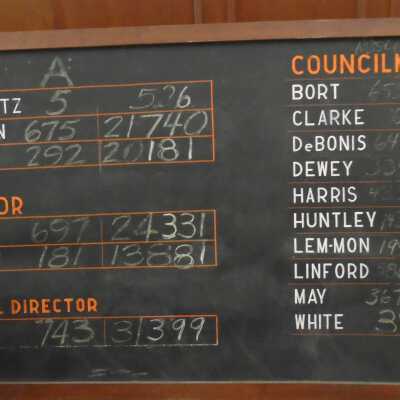 A
TZ 5 526
N 675 21740
292 20181
OR
697 24331
181 13881
L DIRECTOR
743 31399
COUNCILM
BORT
CLARKE
DeBONIS
DEWEY
HARRIS
HUNTLEY
LEM-MON
LINFORD
MAY 367
WHITE